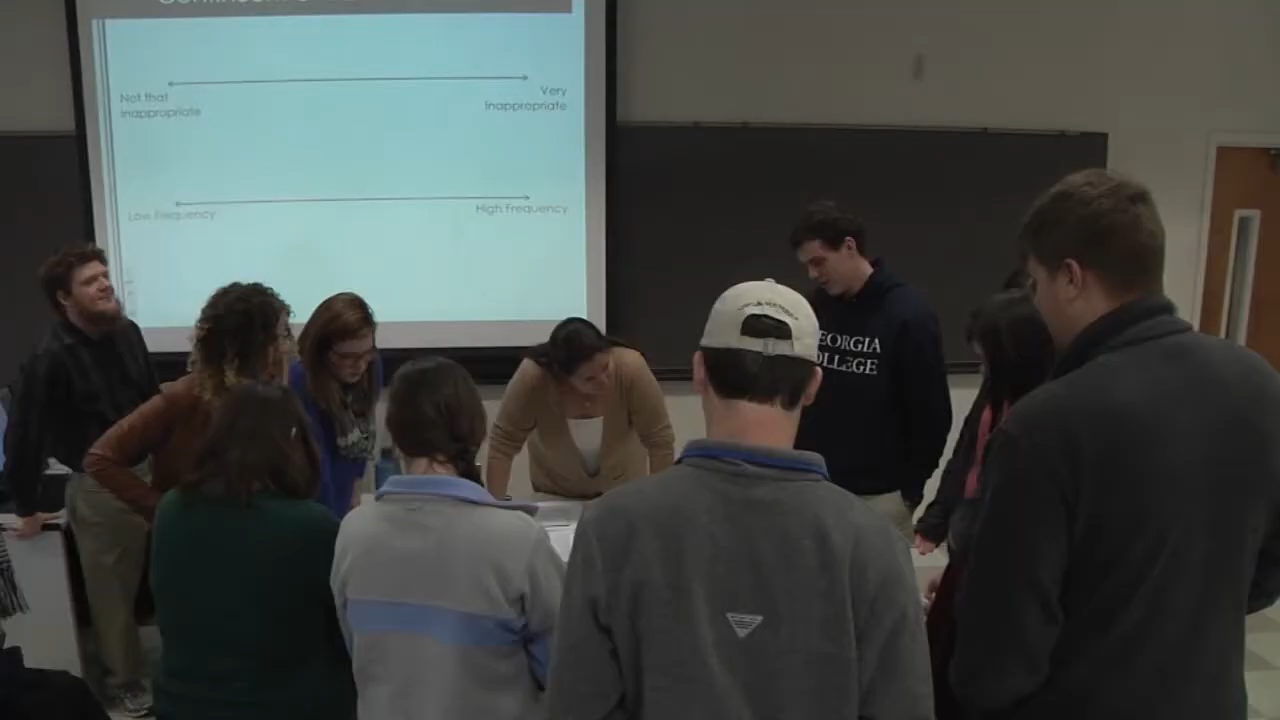 Not that
Inappropriate
Very
Inappropriate
Low Frequency
High Frequency
EORGIA
OLLEGE